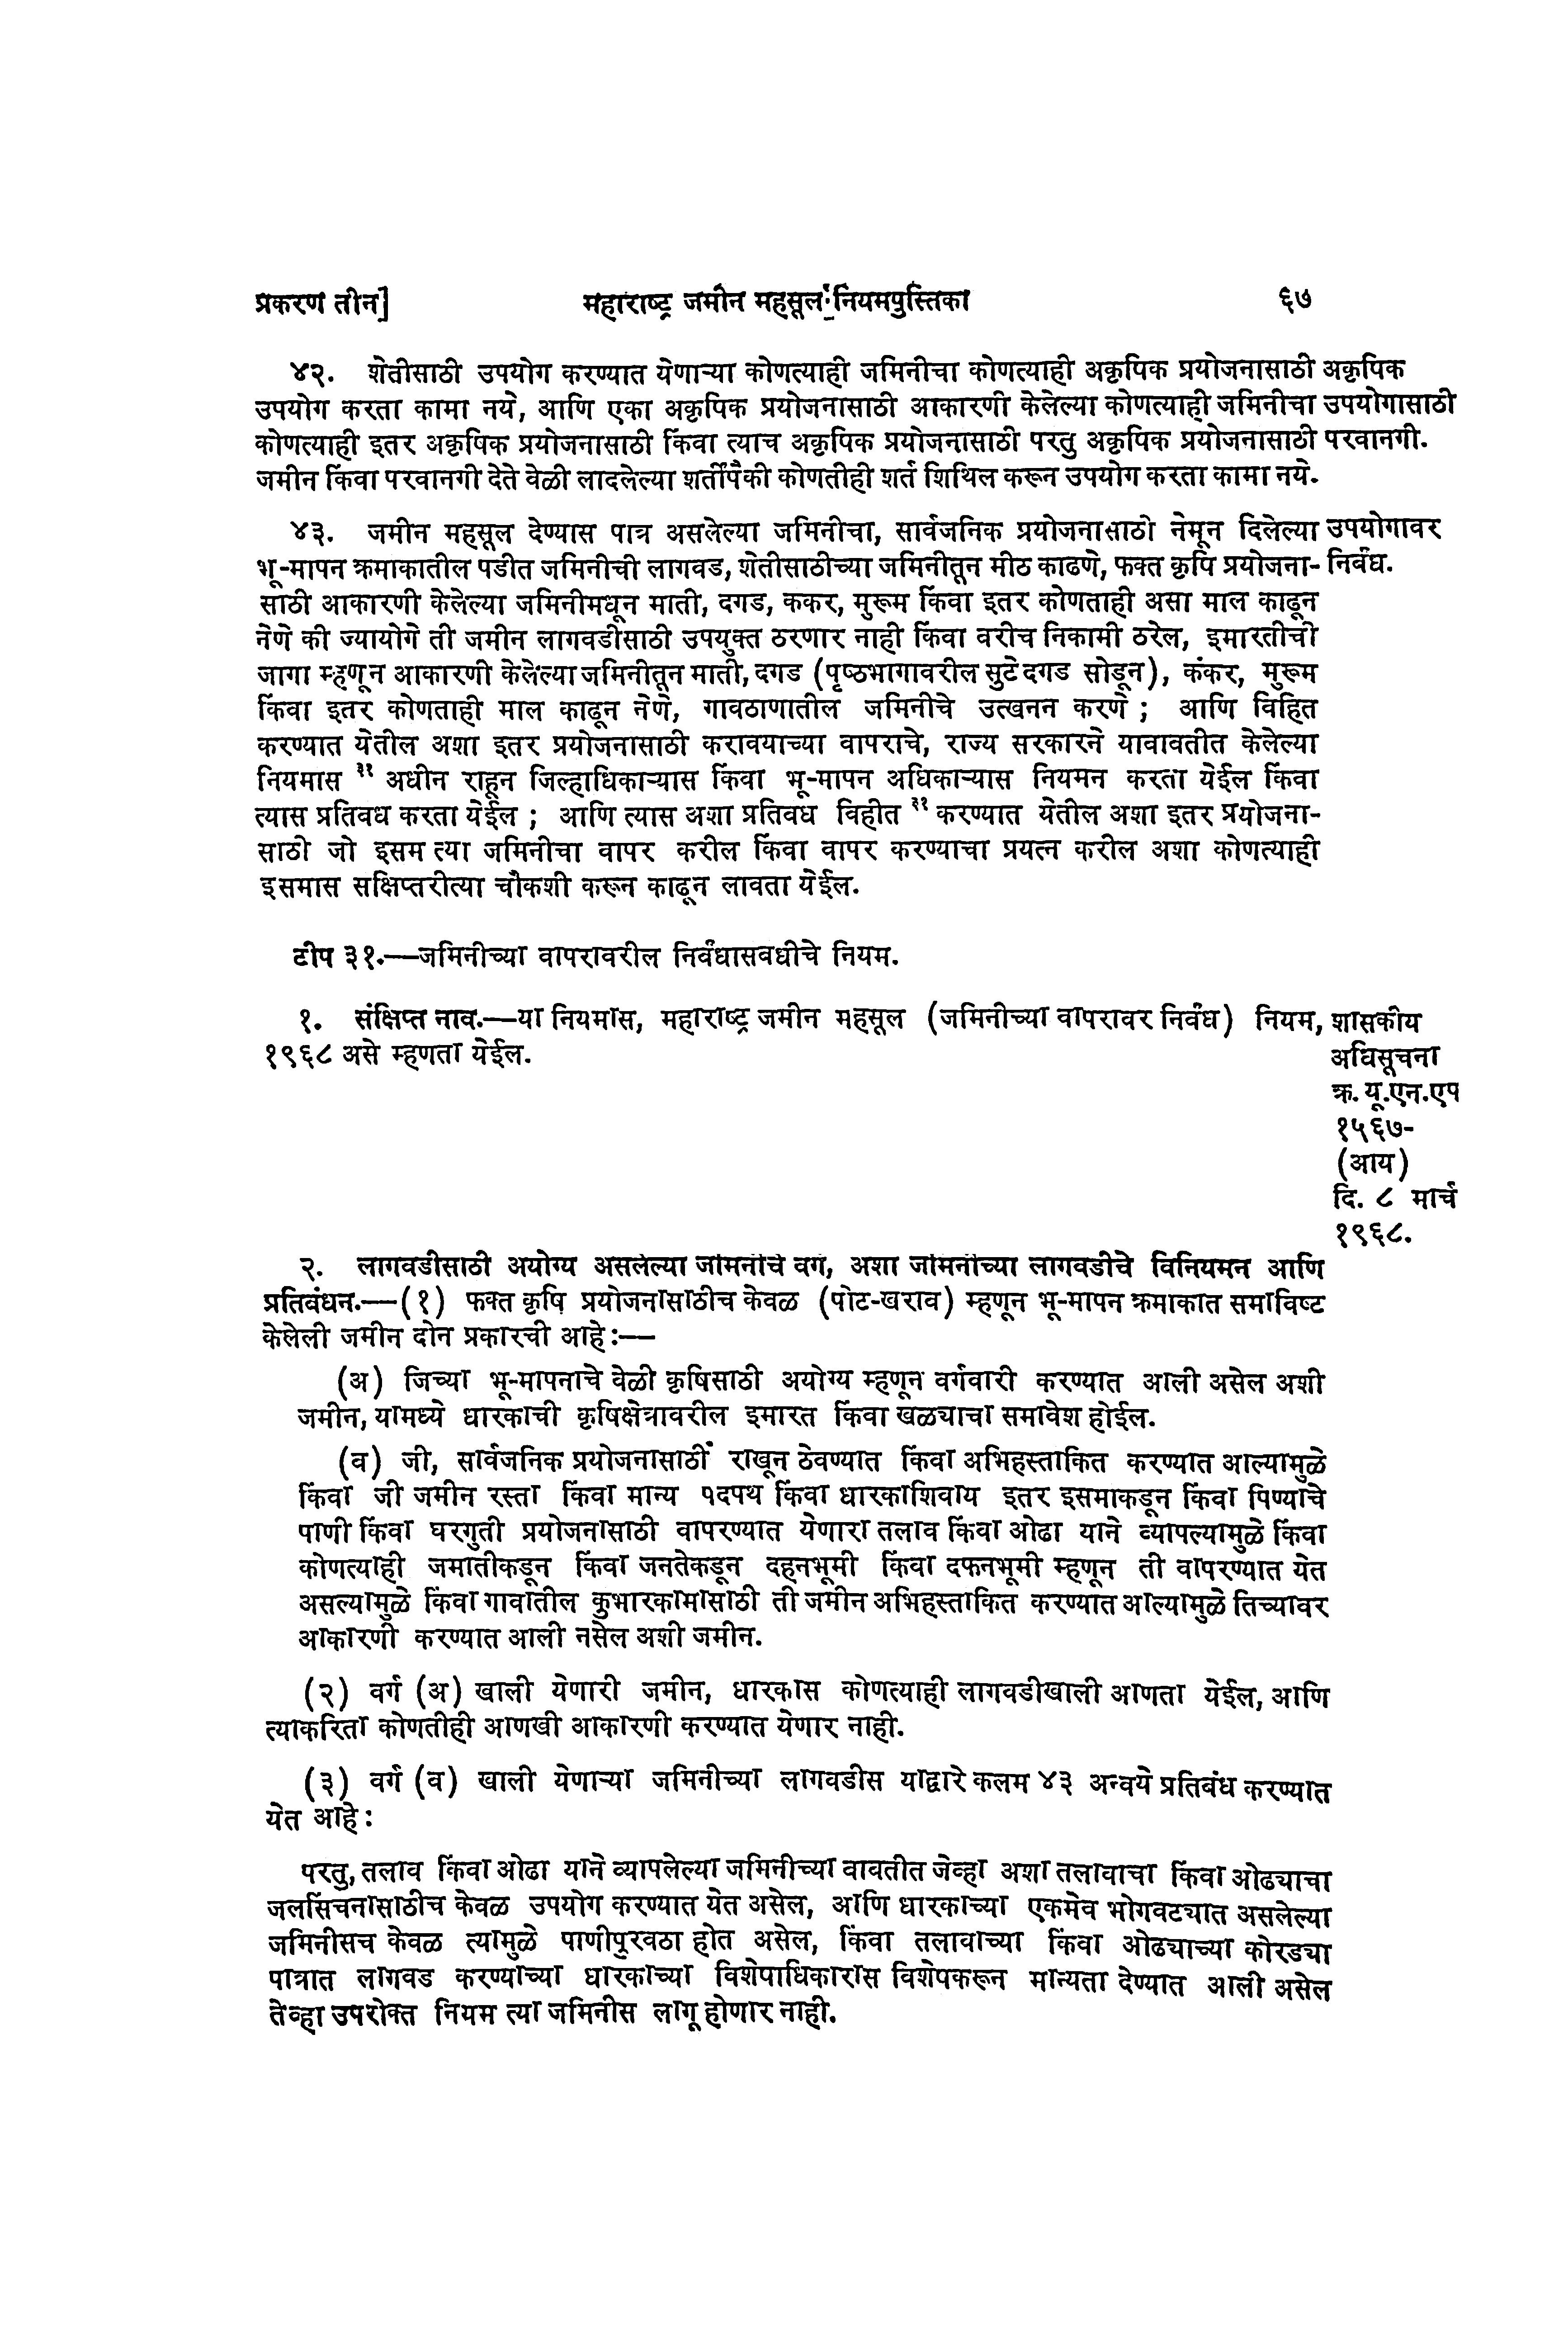 प्रकरण तीन]	महाराष्ट्र जमीन महसूल नियमपुस्तिका	६७
४२. शेतीसाठी उपयोग करण्यात येणाऱ्या कोणत्याही जमिनीचा कोणत्याही अकृषिक प्रयोजनासाठी अकृषिक
उपयोग करता कामा नये, आणि एका अकृषिक प्रयोजनासाठी आकारणी केलेल्या कोणत्याही जमिनीचा उपयोगासाठी
कोणत्याही इतर अकृषिक प्रयोजनासाठी किंवा त्याच अकृषिक प्रयोजनासाठी परतु अकृषिक प्रयोजनासाठी परवानगी.
जमीन किंवा परवानगी देते वेळी लादलेल्या शर्तीपैकी कोणतीही शर्त शिथिल करून उपयोग करता कामा नये.
४३. जमीन महसूल देण्यास पात्र असलेल्या जमिनीचा, सार्वजनिक प्रयोजनासाठी नेमून दिलेल्या उपयोगावर
भू-मापन क्रमाकातील पडीत जमिनीची लागवड, शेतीसाठीच्या जमिनीतून मीठ काढणे, फक्त कृषि प्रयोजना- निर्बंध.
साठी आकारणी केलेल्या जमिनीमधून माती, दगड, ककर, मुरूम किंवा इतर कोणताही असा माल काढून
नेणे की ज्यायोगे ती जमीन लागवडीसाठी उपयुक्त ठरणार नाही किंवा वरीच निकामी ठरेल, इमारतीची
जागा म्हणून आकारणी केलेल्या जमिनीतून माती, दगड (पृष्ठभागावरील सुटे दगड सोडून), कंकर, मुरूम
किंवा इतर कोणताही माल काढून नेणे, गावठाणातील जमिनीचे उत्खनन करणे ; आणि विहित
करण्यात येतील अशा इतर प्रयोजनासाठी करावयाच्या वापराचे, राज्य सरकारने यावावतीत केलेल्या
नियमास ३१ अधीन राहून जिल्हाधिकाऱ्यास किंवा भू-मापन अधिकाऱ्यास नियमन करता येईल किंवा
त्यास प्रतिवध करता येईल ; आणि त्यास अशा प्रतिवध विहीत ३१ करण्यात येतील अशा इतर प्रयोजना-
साठी जो इसम त्या जमिनीचा वापर करील किंवा वापर करण्याचा प्रयत्न करील अशा कोणत्याही
इसमास सक्षिप्तरीत्या चौकशी करून काढून लावता येईल.
टीप ३१.—जमिनीच्या वापरावरील निर्वंधासवधीचे नियम.
१. संक्षिप्त नाव.—या नियमास, महाराष्ट्र जमीन महसूल (जमिनीच्या वापरावर निर्वंध) नियम, शासकीय
१९६८ असे म्हणता येईल.	अधिसूचना
क्र. यू.एन.एफ
१५६७-
(आय)
दि. ८ मार्च
१९६८.
२. लागवडीसाठी अयोग्य असलेल्या जमिनीचे वर्ग, अशा जमिनीच्या लागवडीचे विनियमन आणि
प्रतिबंधन.—(१) फक्त कृषि प्रयोजनासाठीच केवळ (पोट-खराव) म्हणून भू-मापन क्रमाकात समाविष्ट
केलेली जमीन दोन प्रकारची आहे:—
(अ) जिच्या भू-मापनाचे वेळी कृषिसाठी अयोग्य म्हणून वर्गवारी करण्यात आली असेल अशी
जमीन, यामध्ये धारकाची कृषिक्षेत्रावरील इमारत किंवा खळ्याचा समावेश होईल.
(व) जी, सार्वजनिक प्रयोजनासाठीं राखून ठेवण्यात किंवा अभिहस्ताकित करण्यात आल्यामुळे
किंवा जी जमीन रस्ता किंवा मान्य पदपथ किंवा धारकाशिवाय इतर इसमाकडून किंवा पिण्याचे
पाणी किंवा घरगुती प्रयोजनासाठी वापरण्यात येणारा तलाव किंवा ओढा याने व्यापल्यामुळे किंवा
कोणत्याही जमातीकडून किंवा जनतेकडून दहनभूमी किंवा दफनभूमी म्हणून ती वापरण्यात येत
असल्यामुळे किंवा गावातील कुभारकामासाठी ती जमीन अभिहस्ताकित करण्यात आल्यामुळे तिच्यावर
आकारणी करण्यात आली नसेल अशी जमीन.
(२) वर्ग (अ) खाली येणारी जमीन, धारकास कोणत्याही लागवडीखाली आणता येईल, आणि
त्याकरिता कोणतीही आणखी आकारणी करण्यात येणार नाही.
(३) वर्ग (व) खाली येणाऱ्या जमिनीच्या लागवडीस याद्वारे कलम ४३ अन्वये प्रतिबंध करण्यात
येत आहे:
परतु, तलाव किंवा ओढा याने व्यापलेल्या जमिनीच्या वावतीत जेव्हा अशा तलावाचा किंवा ओढ्याचा
जलसिंचनासाठीच केवळ उपयोग करण्यात येत असेल, आणि धारकाच्या एकमेव भोगवट्यात असलेल्या
जमिनीसच केवळ त्यामुळे पाणीपुरवठा होत असेल, किंवा तलावाच्या किंवा ओढ्याच्या कोरड्या
पात्रात लागवड करण्याच्या धारकाच्या विशेषाधिकारास विशेषकरून मान्यता देण्यात आली असेल
तेव्हा उपरोक्त नियम त्या जमिनीस लागू होणार नाही.